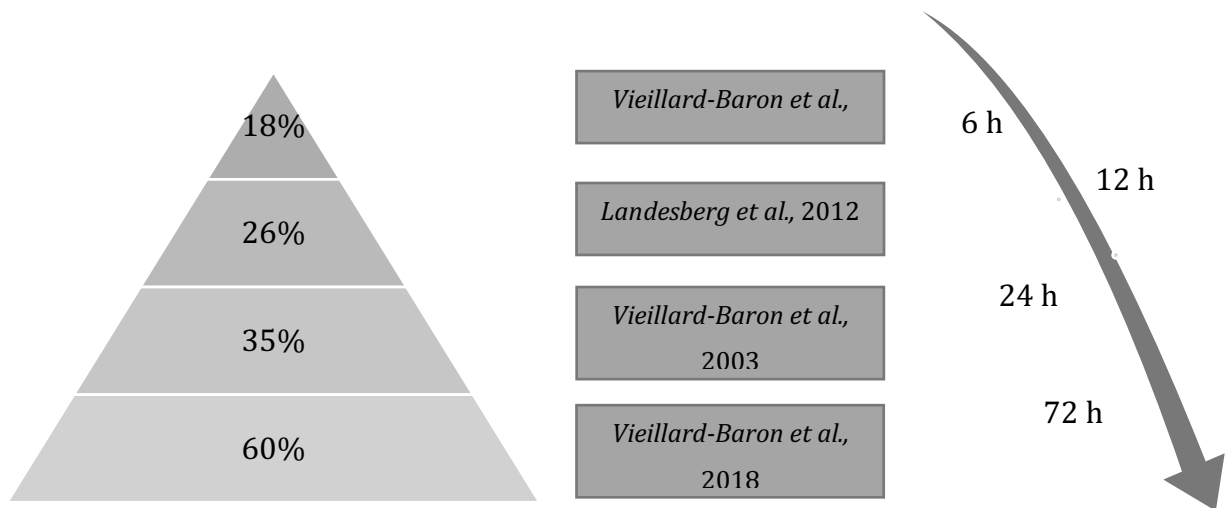 18%
26%
35%
60%
Vieillard-Baron et al.,
Landesberg et al., 2012
Vieillard-Baron et al.,
2003
Vieillard-Baron et al.,
2018
6 h
12 h
24 h
72 h